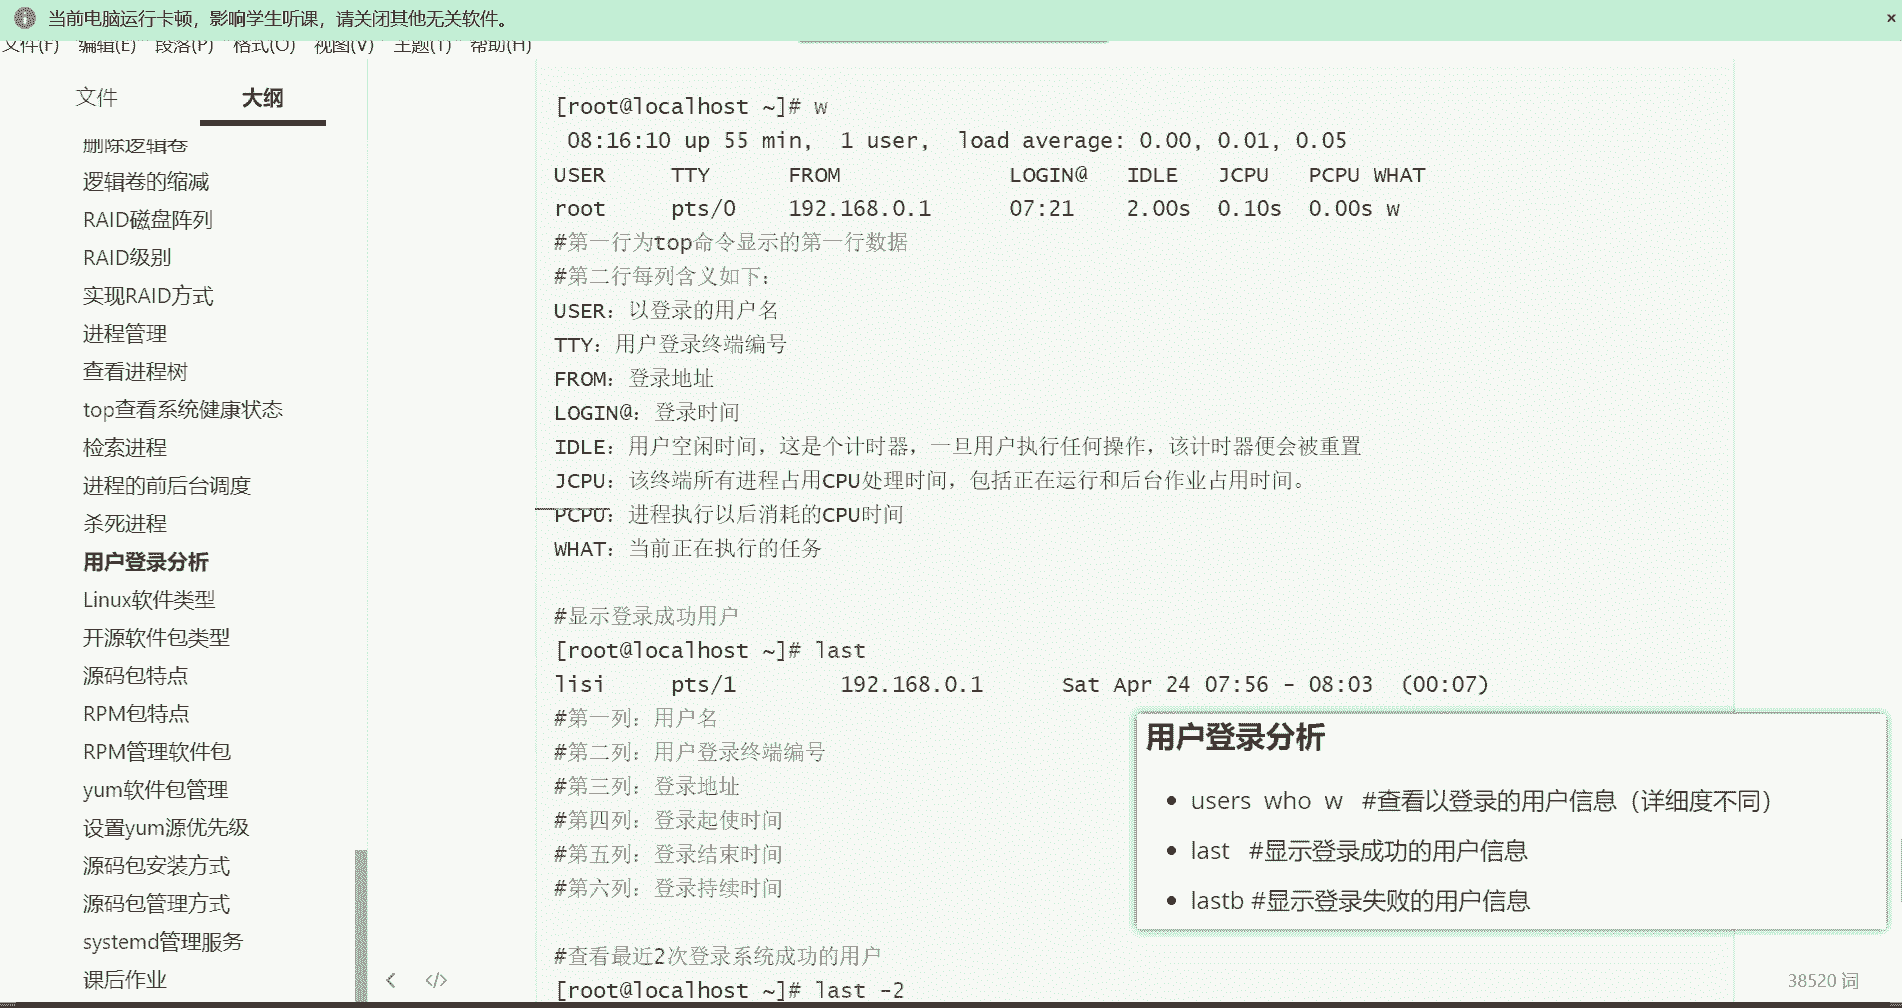 当前电脑运行卡顿，影响学生听课，请关闭其他无关软件。
×
文件(F) 编辑(E) 段落(P) 格式(O) 视图(V) 主题(T) 帮助(H)
文件 大纲
删除逻辑卷
逻辑卷的缩减
RAID磁盘阵列
RAID级别
实现RAID方式
进程管理
查看进程树
top查看系统健康状态
检索进程
进程的前后台调度
杀死进程
用户登录分析
Linux软件类型
开源软件包类型
源码包特点
RPM包特点
RPM管理软件包
yum软件包管理
设置yum源优先级
源码包安装方式
源码包管理方式
systemd管理服务
课后作业
[root@localhost ~]# w
08:16:10 up 55 min,  1 user,  load average: 0.00, 0.01, 0.05
USER TTY FROM LOGIN@ IDLE JCPU PCPU WHAT
root pts/0 192.168.0.1 07:21 2.00s 0.10s 0.00s w
#第一行为top命令显示的第一行数据
#第二行每列含义如下：
USER：以登录的用户名
TTY：用户登录终端编号
FROM：登录地址
LOGIN@：登录时间
IDLE：用户空闲时间，这是个计时器，一旦用户执行任何操作，该计时器便会被重置
JCPU：该终端所有进程占用CPU处理时间，包括正在运行和后台作业占用时间。
PCPU：进程执行以后消耗的CPU时间
WHAT：当前正在执行的任务
#显示登录成功用户
[root@localhost ~]# last
lisi pts/1 192.168.0.1 Sat Apr 24 07:56 - 08:03 (00:07)
#第一列：用户名
#第二列：用户登录终端编号
#第三列：登录地址
#第四列：登录起使时间
#第五列：登录结束时间
#第六列：登录持续时间
#查看最近2次登录系统成功的用户
[root@localhost ~]# last -2
用户登录分析
• users who w #查看以登录的用户信息（详细度不同）
• last #显示登录成功的用户信息
• lastb #显示登录失败的用户信息
< </>
38520 词